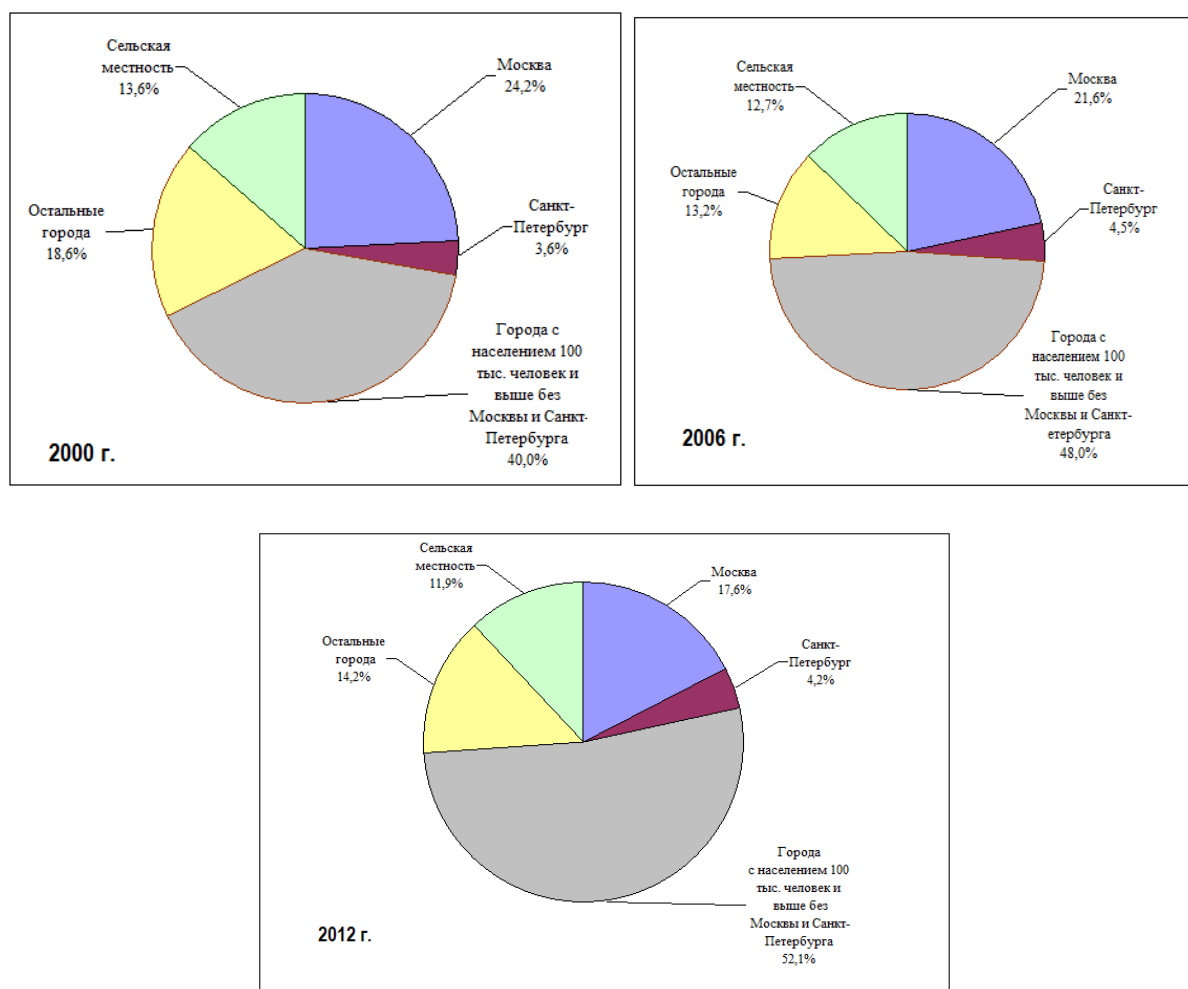 Сельская
местность
13,6%
Москва
24,2%
Остальные
города
18,6%
Санкт-
Петербург
3,6%
Города с
населением 100
тыс. человек и
выше без
Москвы и Санкт-
Петербурга
40,0%
2000 г.
Сельская
местность
12,7%
Москва
21,6%
Остальные
города
13,2%
Санкт-
Петербург
4,5%
Города с
населением 100
тыс. человек и
выше без
Москвы и Санкт-
етербурга
48,0%
2006 г.
Сельская
местность
11,9%
Москва
17,6%
Остальные
города
14,2%
Санкт-
Петербург
4,2%
Города
с населением 100
тыс. человек и
выше без
Москвы и Санкт-
Петербурга
52,1%
2012 г.